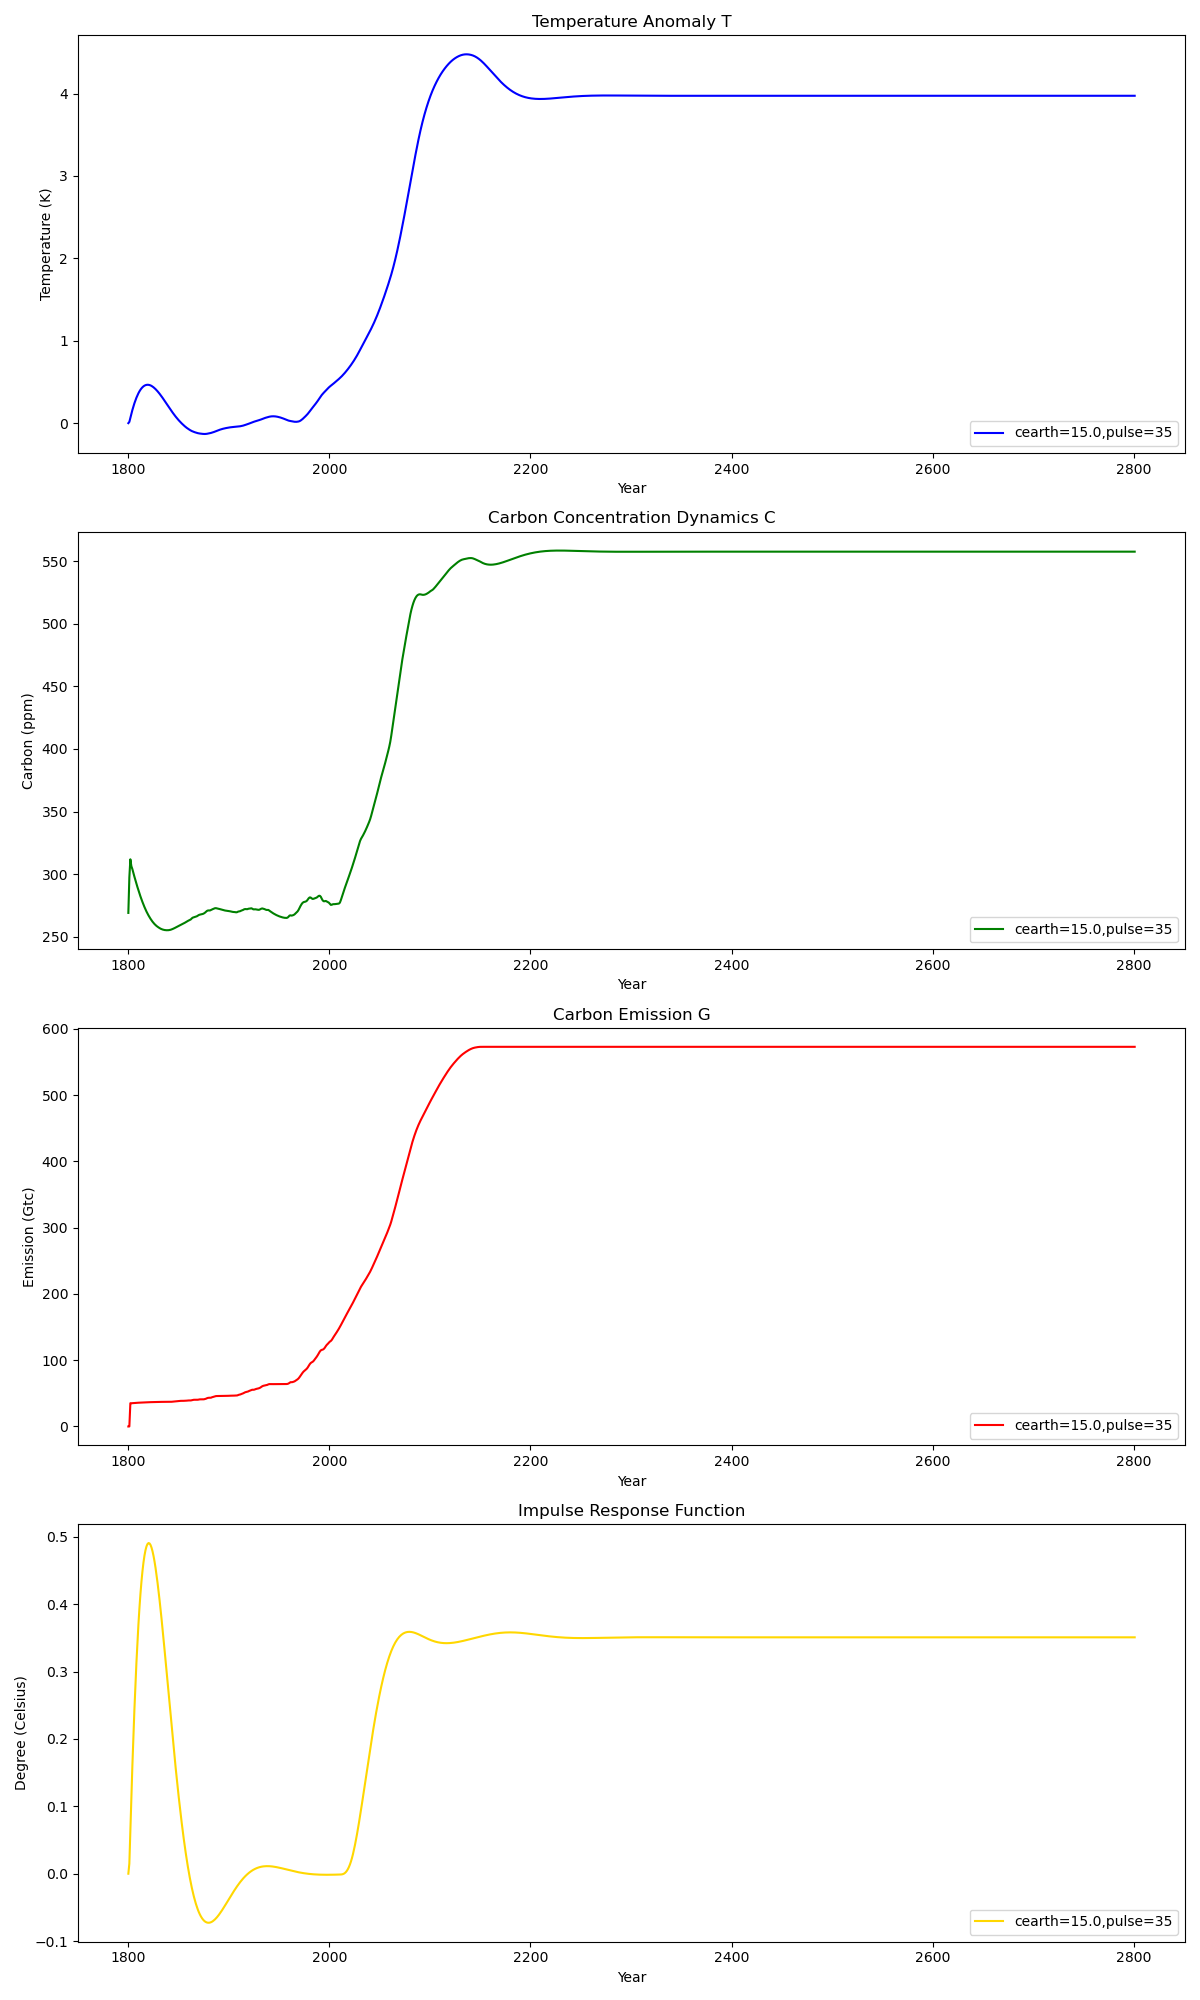 Temperature Anomaly T
Temperature (K)
4
3
2
1
0
cearth=15.0,pulse=35
1800 2000 2200 2400 2600 2800
Year
Carbon Concentration Dynamics C
Carbon (ppm)
550
500
450
400
350
300
250
cearth=15.0,pulse=35
1800 2000 2200 2400 2600 2800
Year
Carbon Emission G
Emission (Gtc)
600
500
400
300
200
100
0
cearth=15.0,pulse=35
1800 2000 2200 2400 2600 2800
Year
Impulse Response Function
Degree (Celsius)
0.5
0.4
0.3
0.2
0.1
0.0
−0.1
cearth=15.0,pulse=35
1800 2000 2200 2400 2600 2800
Year